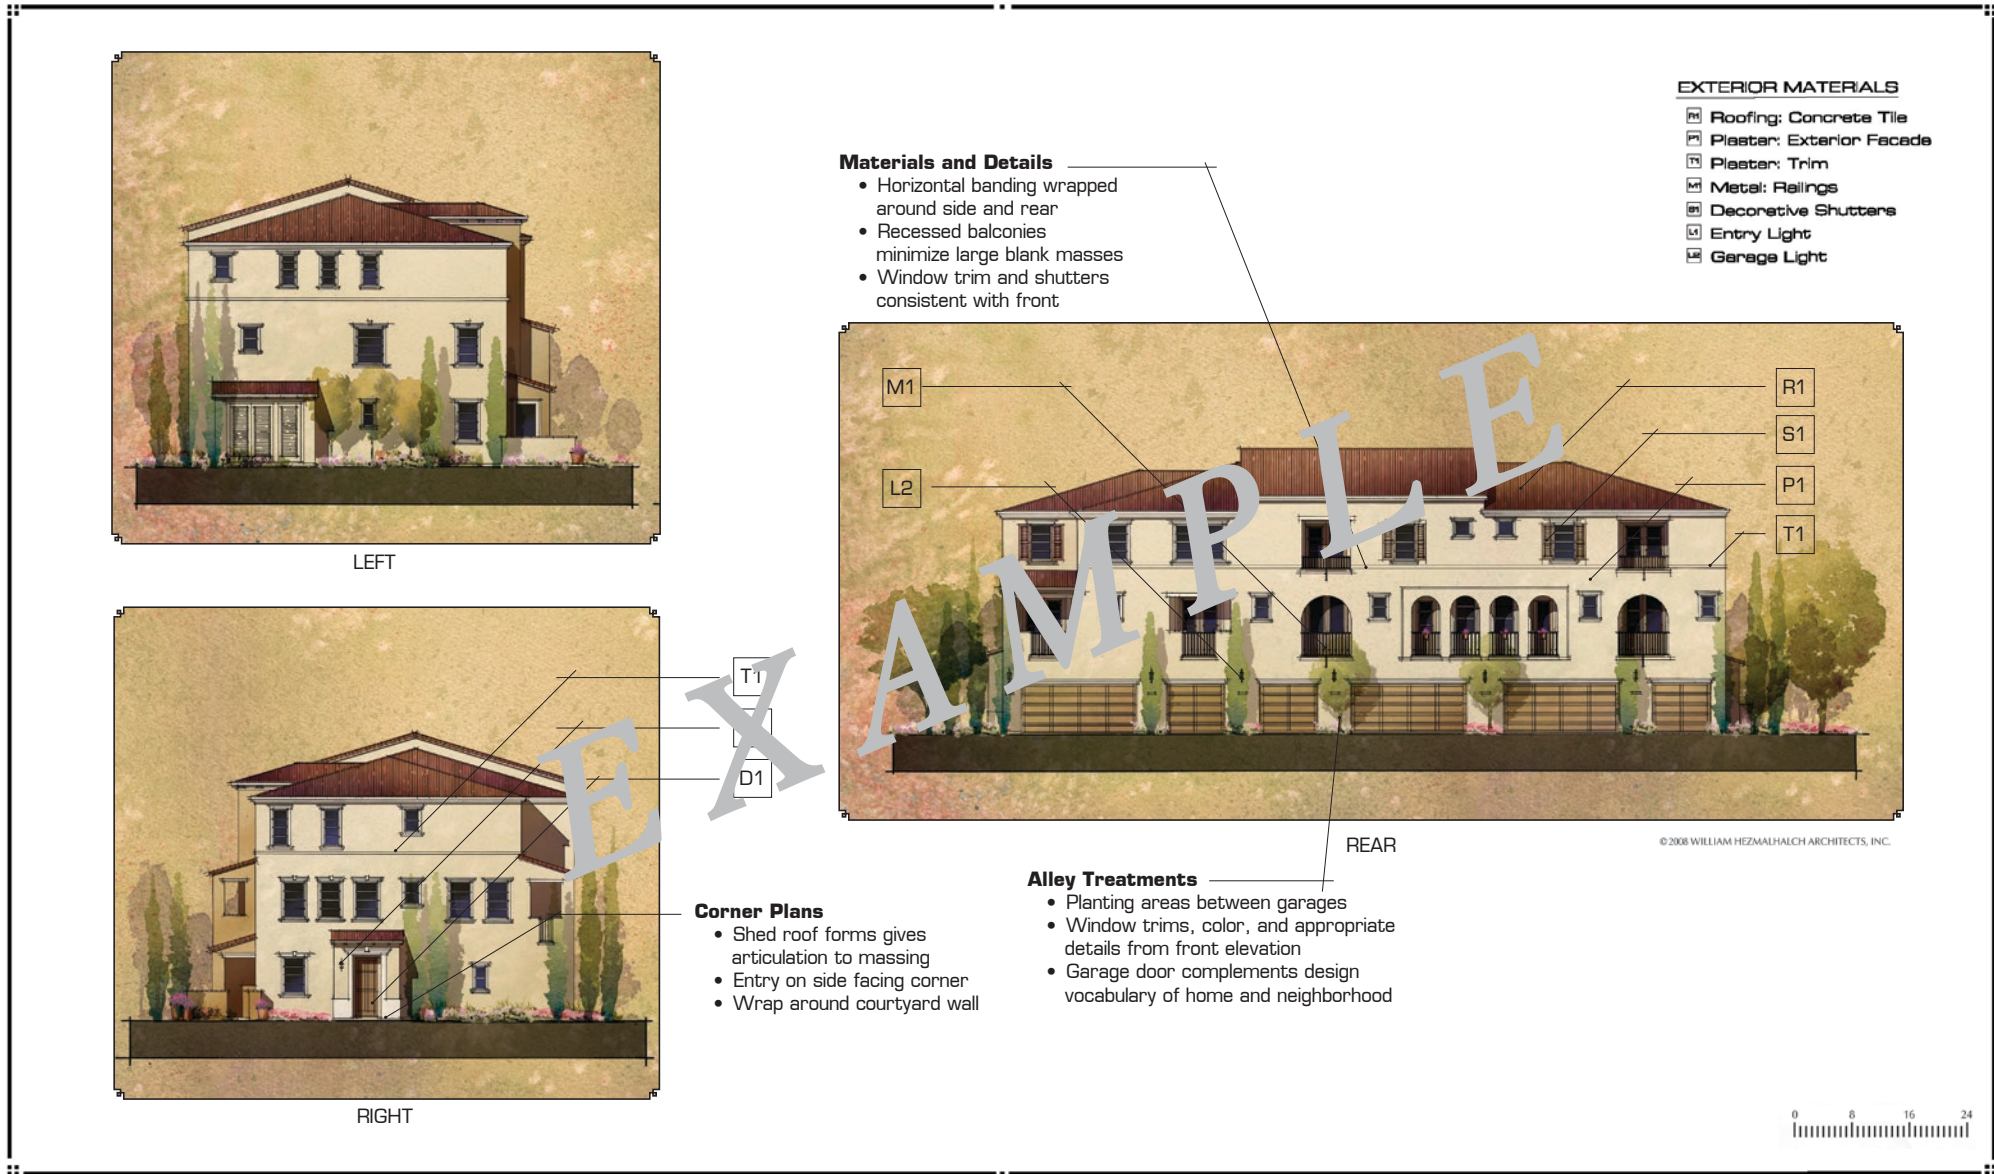 EXTERIOR MATERIALS
R1 Roofing: Concrete Tile
P1 Plaster: Exterior Facade
T1 Plaster: Trim
M1 Metal: Railings
S1 Decorative Shutters
L1 Entry Light
L2 Garage Light
Materials and Details
• Horizontal banding wrapped
around side and rear
• Recessed balconies
minimize large blank masses
• Window trim and shutters
consistent with front
LEFT
M1
L2
R1
S1
P1
T1
EXAMPLE
T1
D1
REAR
©2008 WILLIAM HEZMALHALCH ARCHITECTS, INC.
Corner Plans
• Shed roof forms gives
articulation to massing
• Entry on side facing corner
• Wrap around courtyard wall
Alley Treatments
• Planting areas between garages
• Window trims, color, and appropriate
details from front elevation
• Garage door complements design
vocabulary of home and neighborhood
RIGHT
0 8 16 24